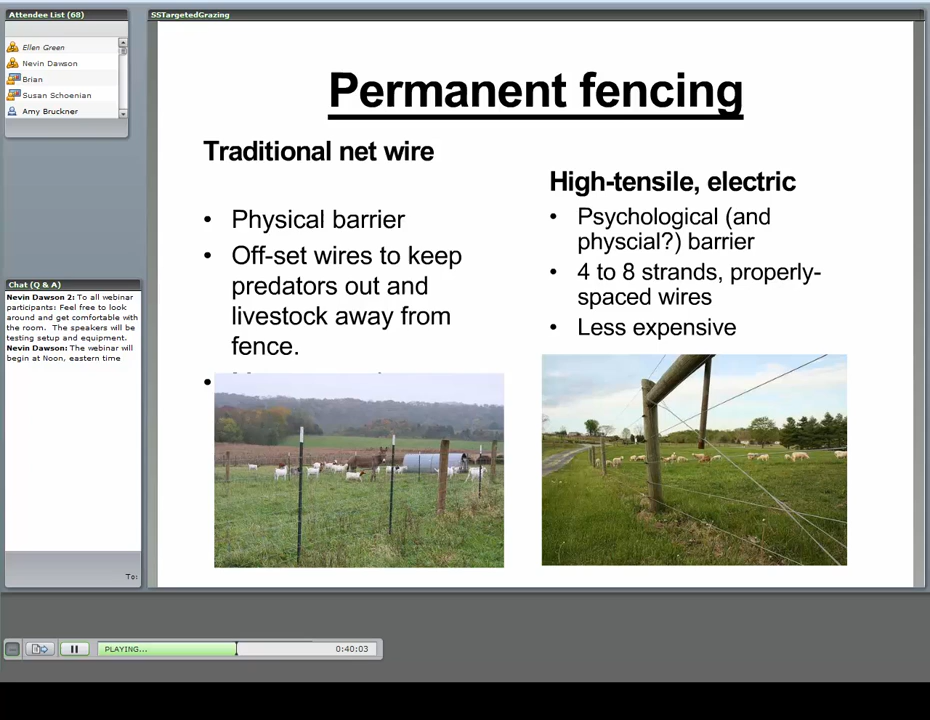 Attendee List (68)
Ellen Green
Nevin Dawson
Brian
Susan Schoenian
Amy Bruckner
Chat (Q & A)
Nevin Dawson 2: To all webinar
participants: Feel free to look
around and get comfortable with
the room. The speakers will be
testing setup and equipment.
Nevin Dawson: The webinar will
begin at Noon, eastern time
To:
SSTargetedGrazing
Permanent fencing
Traditional net wire
• Physical barrier
• Off-set wires to keep
predators out and
livestock away from
fence.
•
High-tensile, electric
• Psychological (and
physcial?) barrier
• 4 to 8 strands, properly-
spaced wires
• Less expensive
PLAYING...
0:40:03